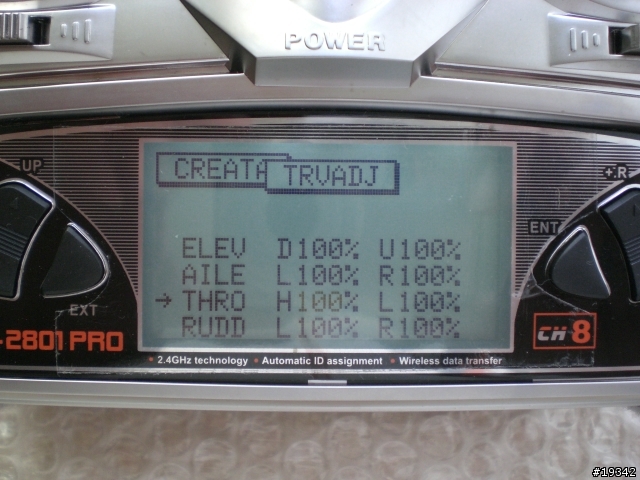 POWER
UP
+.R
CREATA TRVADJ
ENT
ELEV D100% U100%
AILE L100% R100%
→ THRO H100% L100%
RUDD L100% R100%
EXT
-2801 PRO
CH 8
• 2.4GHz technology • Automatic ID assignment • Wireless data transfer
#19342